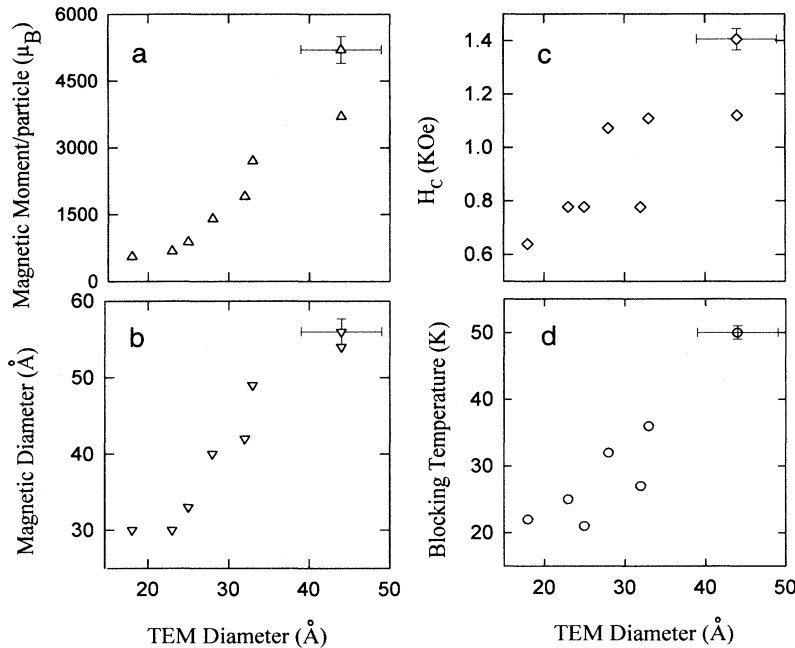 6000
4500
3000
1500
0
Magnetic Moment/particle (μB)
a
1.4
1.2
1.0
0.8
0.6
HC (KOe)
c
60
50
40
30
Magnetic Diameter (Å)
b
20 30 40 50
TEM Diameter (Å)
50
40
30
20
Blocking Temperature (K)
d
20 30 40 50
TEM Diameter (Å)